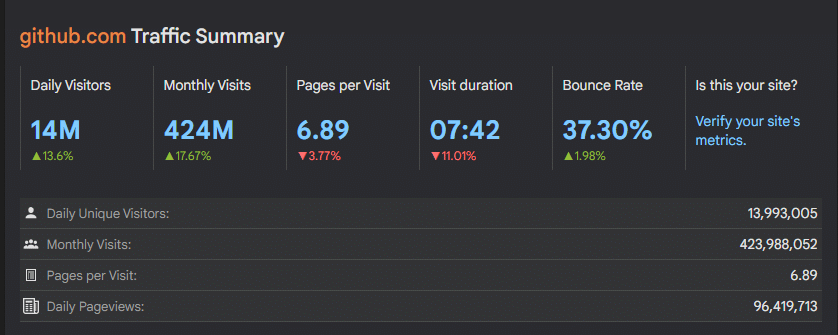 github.com Traffic Summary
Daily Visitors
14M
▲13.6%
Monthly Visits
424M
▲17.67%
Pages per Visit
6.89
▼3.77%
Visit duration
07:42
▼11.01%
Bounce Rate
37.30%
▲1.98%
Is this your site?
Verify your site's
metrics.
Daily Unique Visitors: 13,993,005
Monthly Visits: 423,988,052
Pages per Visit: 6.89
Daily Pageviews: 96,419,713